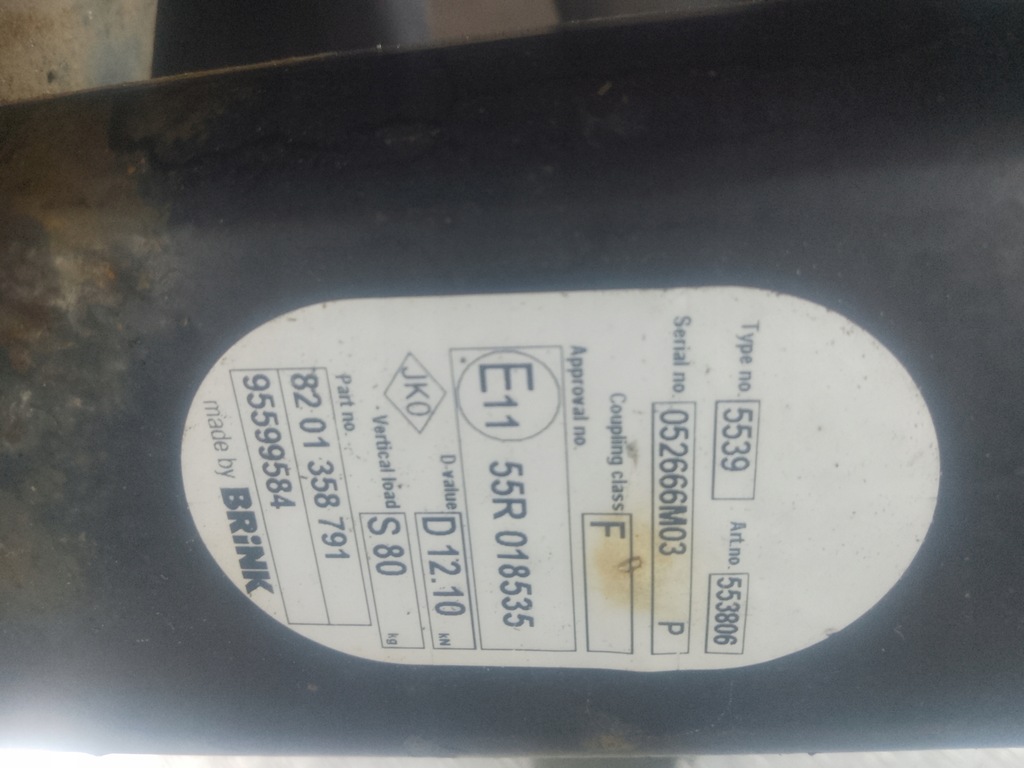 Type no. 5539 Art.no. 553806
Serial no. 052666M03 P
Coupling class F
Approval no.
E11 55R 018535
D-value D 12.10 kN
JKO Vertical load S 80 kg
Part no.
82 01 358 791
95599584
made by BRiNK